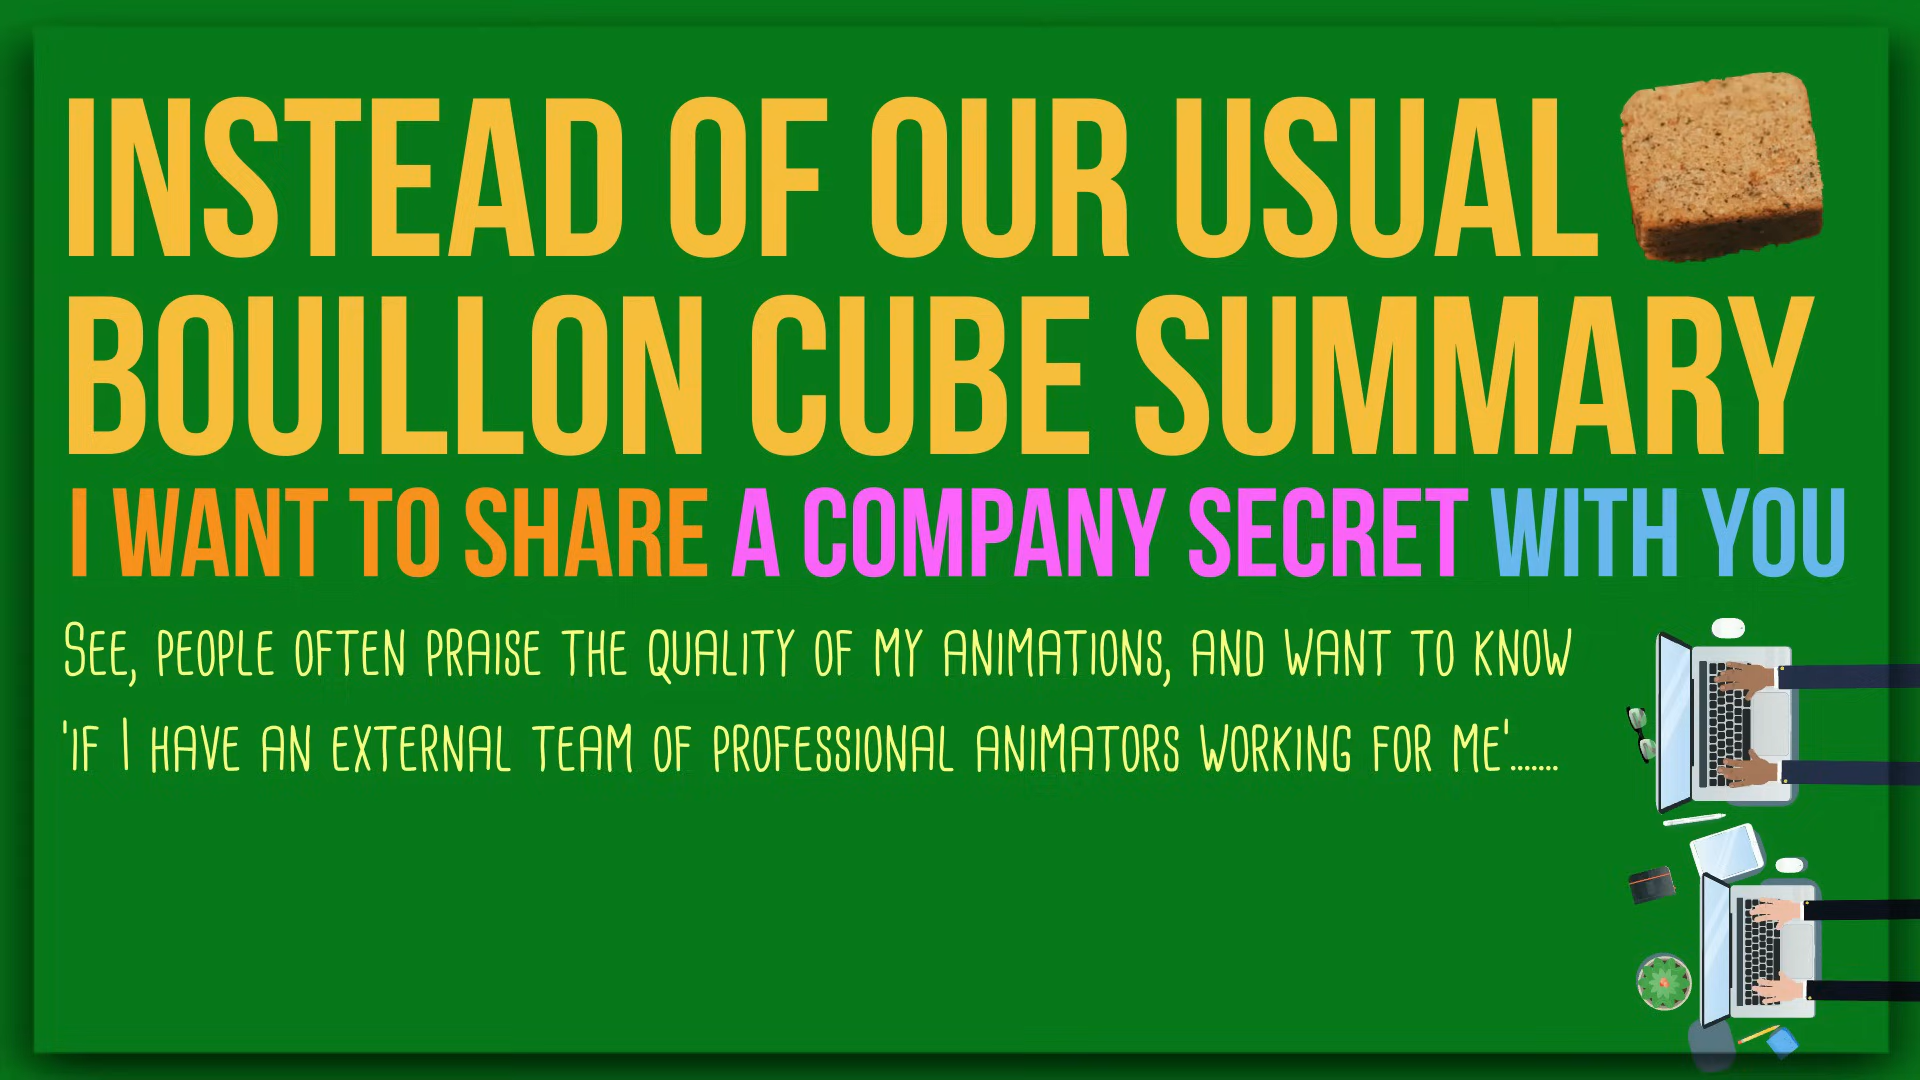 INSTEAD OF OUR USUAL
BOUILLON CUBE SUMMARY
I WANT TO SHARE A COMPANY SECRET WITH YOU
SEE, PEOPLE OFTEN PRAISE THE QUALITY OF MY ANIMATIONS, AND WANT TO KNOW
'IF I HAVE AN EXTERNAL TEAM OF PROFESSIONAL ANIMATORS WORKING FOR ME'.......